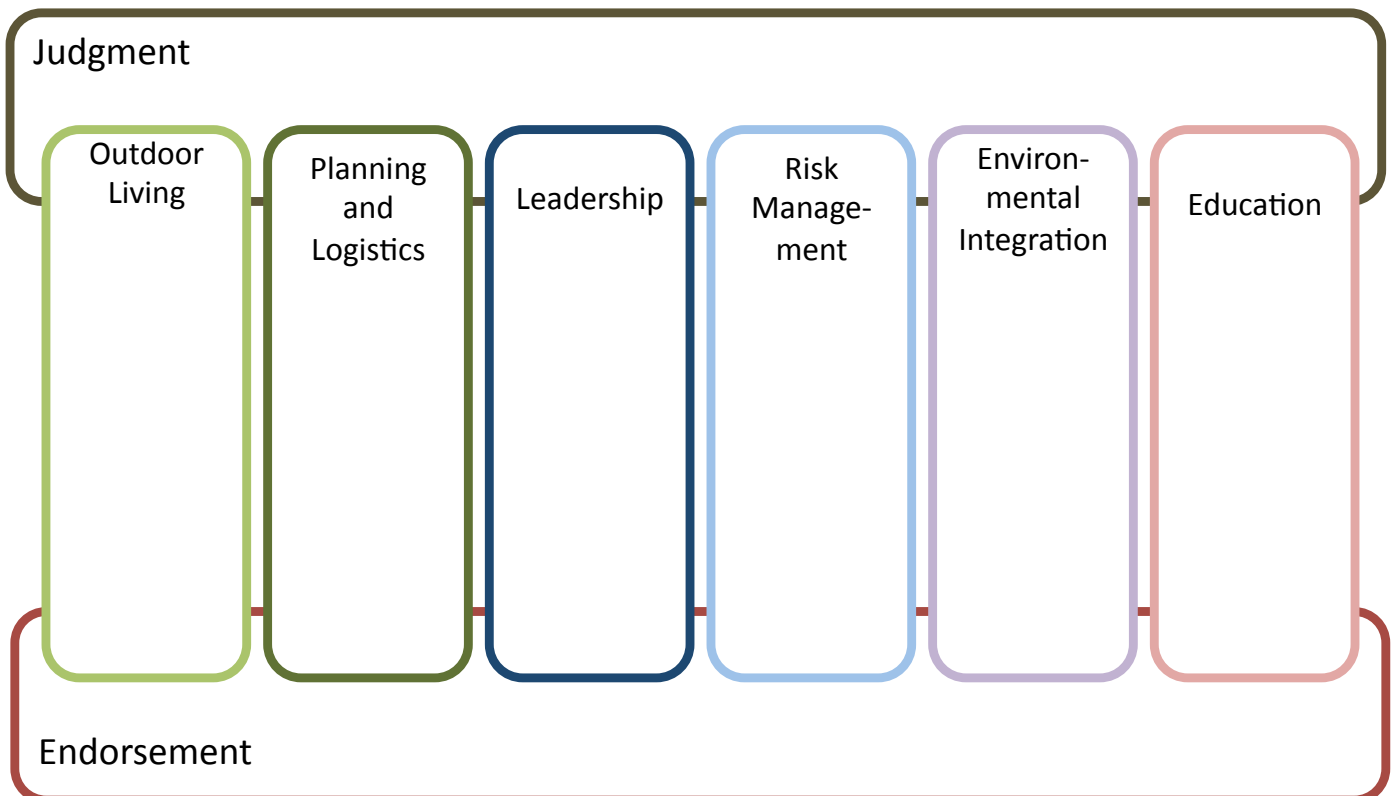 Judgment
Outdoor
Living
Planning
and
Logistics
Leadership
Risk
Manage-
ment
Environ-
mental
Integration
Education
Endorsement